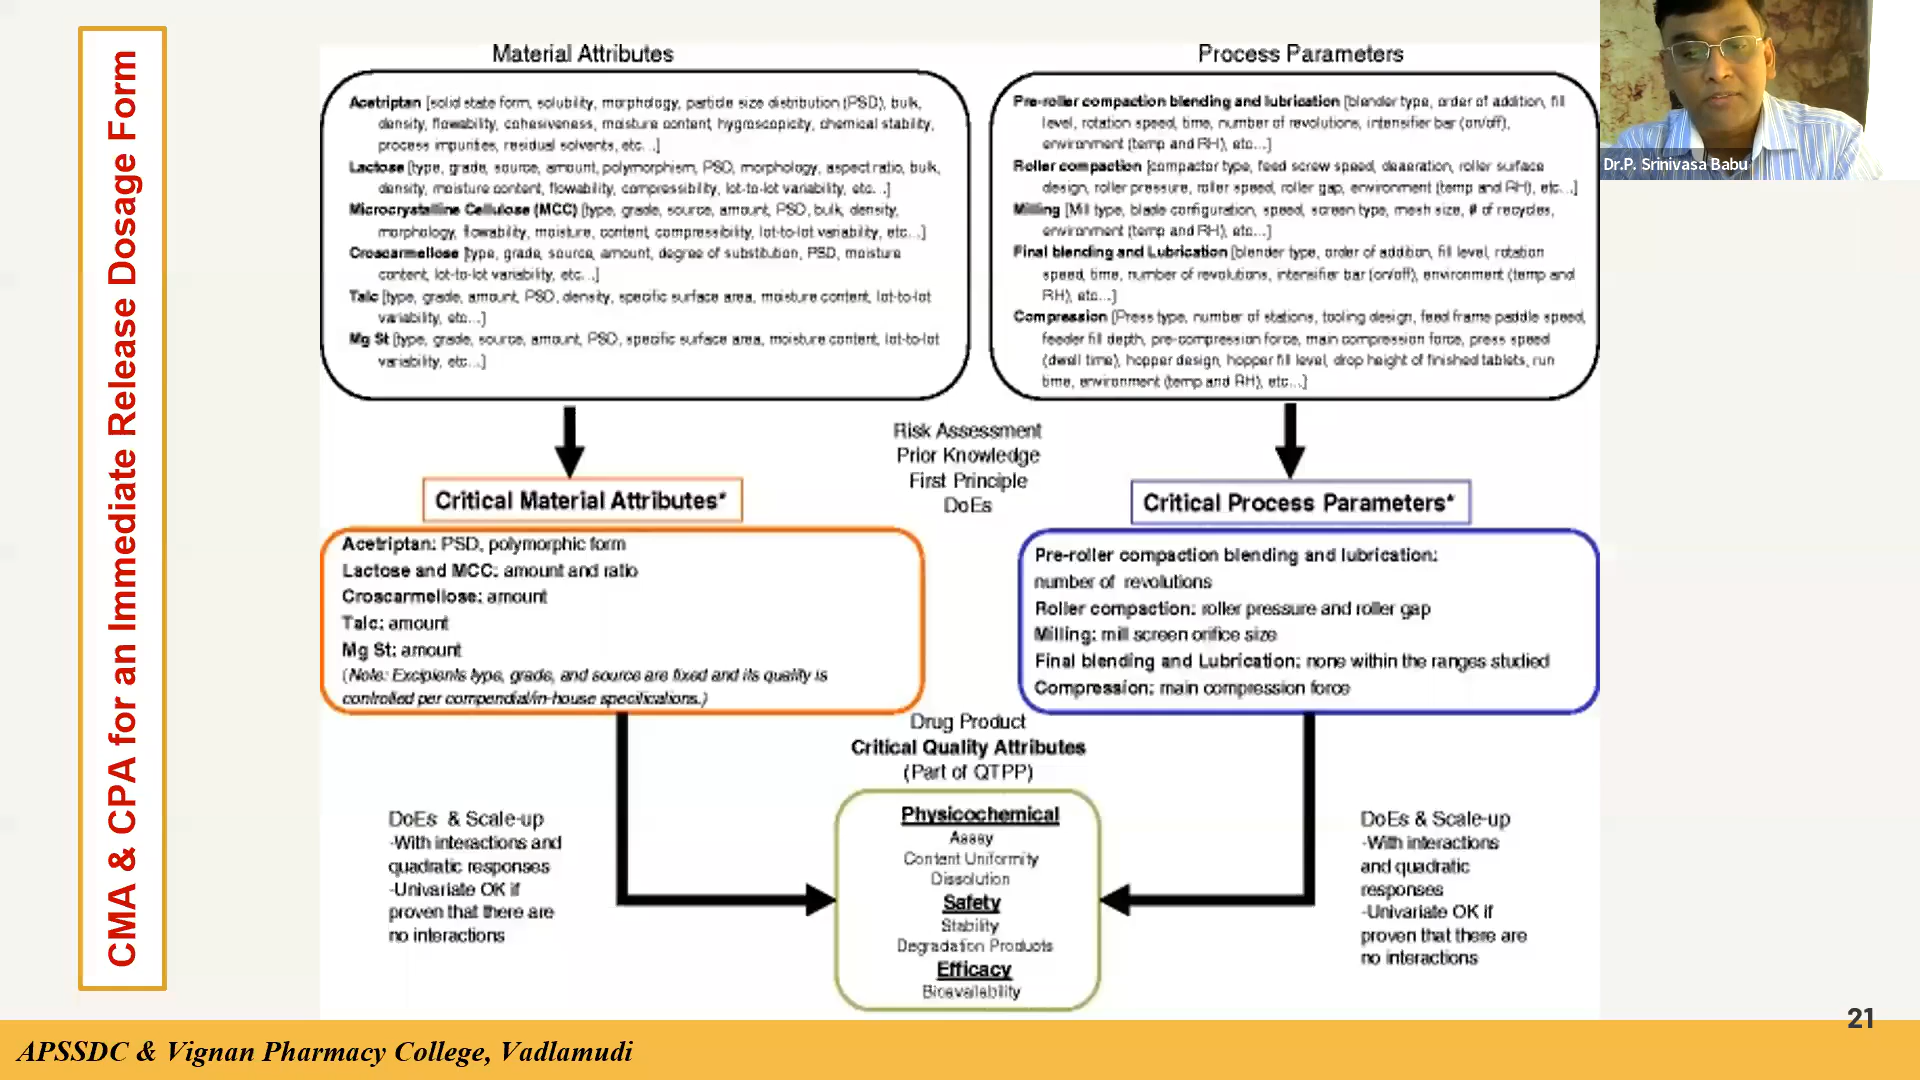 CMA & CPA for an Immediate Release Dosage Form
Material Attributes
Acetriptan [solid state form, solubility, morphology, particle size distribution (PSD), bulk,
density, flowability, cohesiveness, moisture content, hygroscopicity, chemical stability,
process impurities, residual solvents, etc...]
Lactose [type, grade, source, amount, polymorphism, PSD, morphology, aspect ratio, bulk,
density, moisture content, flowability, compressibility, lot-to-lot variability, etc...]
Microcrystalline Cellulose (MCC) [type, grade, source, amount, PSD, bulk, density,
morphology, flowability, moisture, content, compressibility, lot-to-lot variability, etc...]
Croscarmellose [type, grade, source, amount, degree of substitution, PSD, moisture
content, lot-to-lot variability, etc...]
Talc [type, grade, amount, PSD, density, specific surface area, moisture content, lot-to-lot
variability, etc...]
Mg St [type, grade, source, amount, PSD, specific surface area, moisture content, lot-to-lot
variability, etc...]
Process Parameters
Pre-roller compaction blending and lubrication [blender type, order of addition, fill
level, rotation speed, time, number of revolutions, intensifier bar (on/off),
environment (temp and RH), etc...]
Roller compaction [compactor type, feed screw speed, deaeration, roller surface
design, roller pressure, roller speed, roller gap, environment (temp and RH), etc...]
Milling [Mill type, blade configuration, speed, screen type, mesh size, # of recycles,
environment (temp and RH), etc...]
Final blending and Lubrication [blender type, order of addition, fill level, rotation
speed, time, number of revolutions, intensifier bar (on/off), environment (temp and
RH), etc...]
Compression [Press type, number of stations, tooling design, feed frame paddle speed,
feeder fill depth, pre-compression force, main compression force, press speed
(dwell time), hopper design, hopper fill level, drop height of finished tablets, run
time, environment (temp and RH), etc...]
Dr.P. Srinivasa Babu
Risk Assessment
Prior Knowledge
First Principle
DoEs
Critical Material Attributes*
Acetriptan: PSD, polymorphic form
Lactose and MCC: amount and ratio
Croscarmellose: amount
Talc: amount
Mg St: amount
(Note: Excipients type, grade, and source are fixed and its quality is
controlled per compendial/in-house specifications.)
Critical Process Parameters*
Pre-roller compaction blending and lubrication:
number of revolutions
Roller compaction: roller pressure and roller gap
Milling: mill screen orifice size
Final blending and Lubrication: none within the ranges studied
Compression: main compression force
Drug Product
Critical Quality Attributes
(Part of QTPP)
DoEs & Scale-up
-With interactions and
quadratic responses
-Univariate OK if
proven that there are
no interactions
Physicochemical
Assay
Content Uniformity
Dissolution
Safety
Stability
Degradation Products
Efficacy
Bioavailability
DoEs & Scale-up
-With interactions
and quadratic
responses
-Univariate OK if
proven that there are
no interactions
21
APSSDC & Vignan Pharmacy College, Vadlamudi